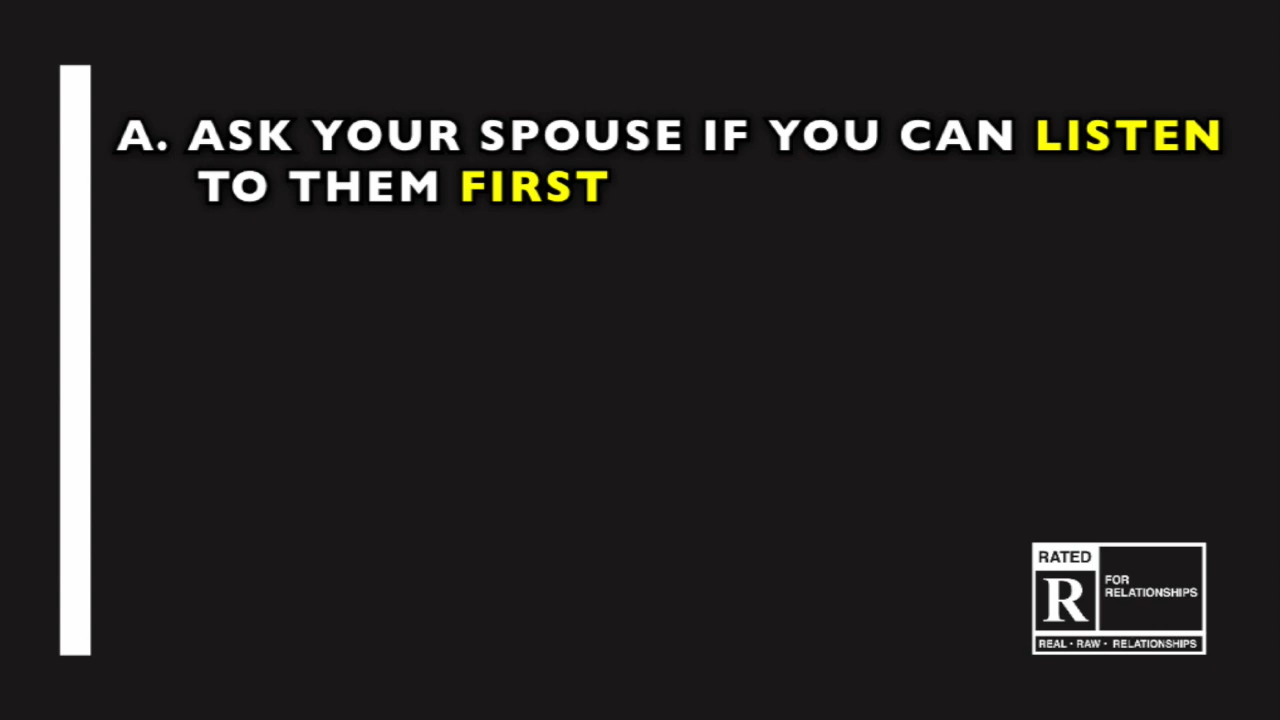 A. ASK YOUR SPOUSE IF YOU CAN LISTEN
TO THEM FIRST
RATED
R
FOR
RELATIONSHIPS
REAL · RAW · RELATIONSHIPS